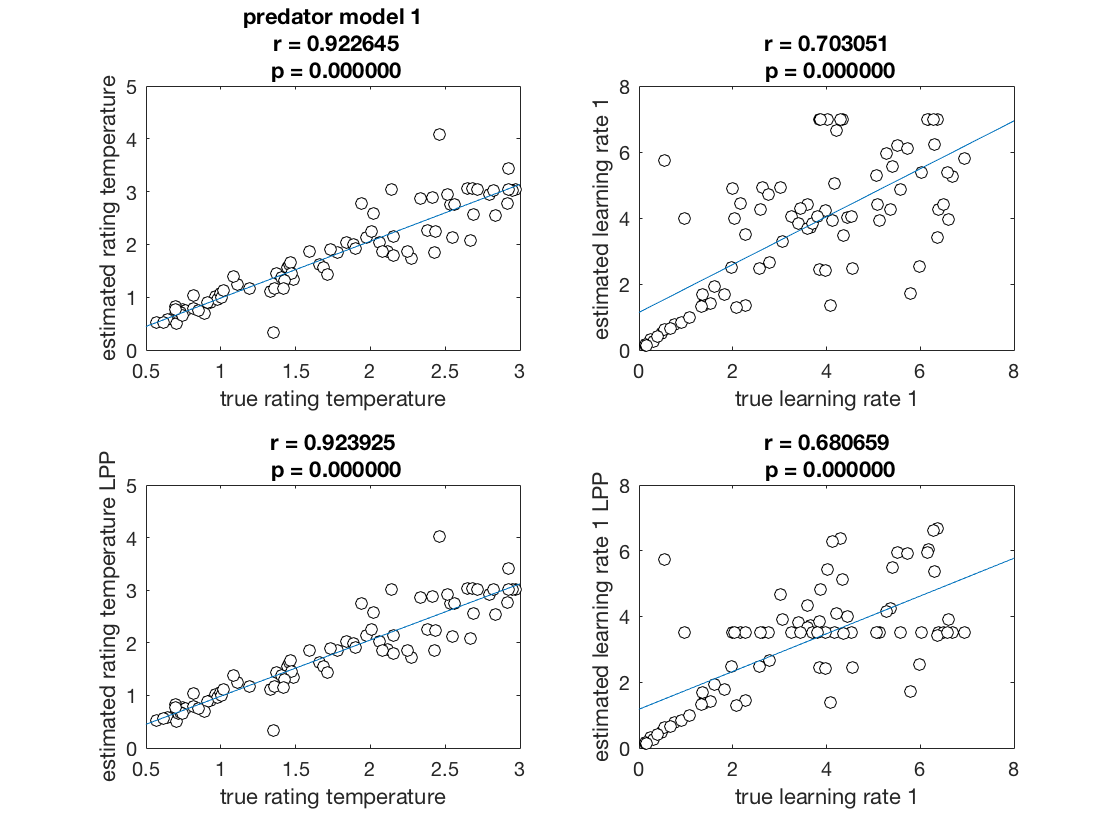 predator model 1
r = 0.922645
p = 0.000000
estimated rating temperature
5
4
3
2
1
0
0.5
1
1.5
2
2.5
3
true rating temperature
r = 0.703051
p = 0.000000
estimated learning rate 1
8
6
4
2
0
0
2
4
6
8
true learning rate 1
r = 0.923925
p = 0.000000
estimated rating temperature LPP
5
4
3
2
1
0
0.5
1
1.5
2
2.5
3
true rating temperature
r = 0.680659
p = 0.000000
estimated learning rate 1 LPP
8
6
4
2
0
0
2
4
6
8
true learning rate 1